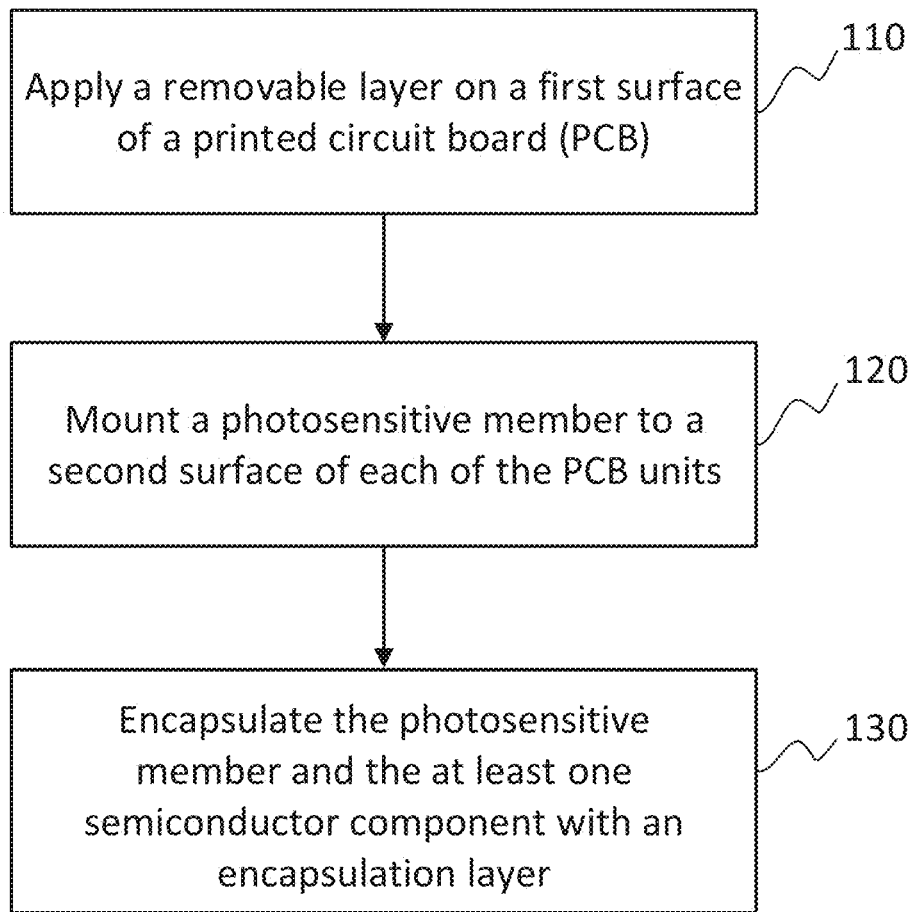 110
Apply a removable layer on a first surface
of a printed circuit board (PCB)
120
Mount a photosensitive member to a
second surface of each of the PCB units
130
Encapsulate the photosensitive
member and the at least one
semiconductor component with an
encapsulation layer